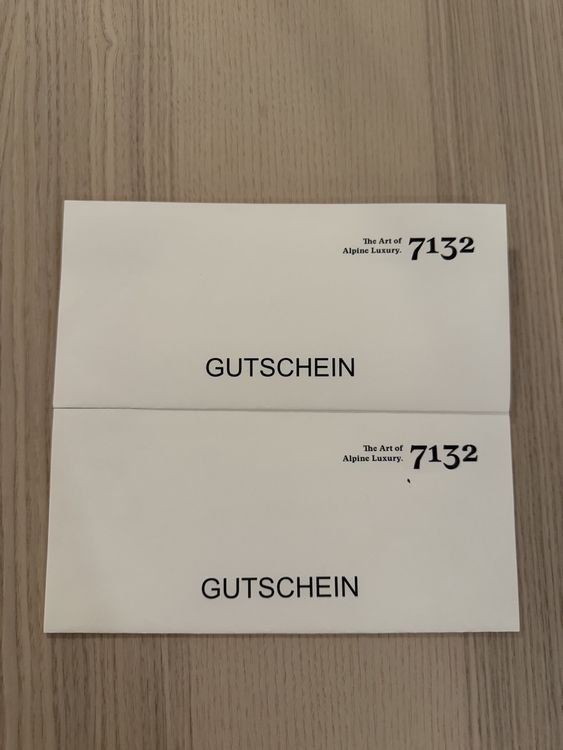 The Art of
Alpine Luxury. 7132
GUTSCHEIN
The Art of
Alpine Luxury. 7132
GUTSCHEIN